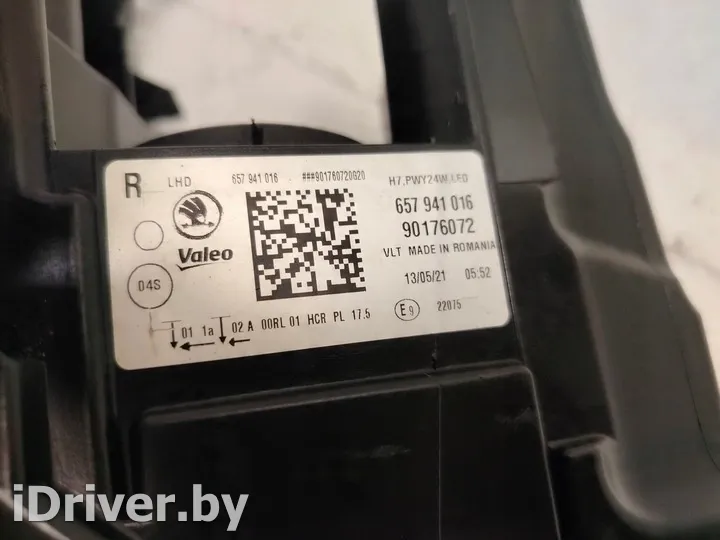 R LHD 657 941 016 ###901760720G20 H7,PWY24W,LED
657 941 016
90176072
Valeo
VLT MADE IN ROMANIA
04S
13/05/21 05:52
E9 22075
01 1a 02 A 00RL 01 HCR PL 17.5
iDriver.by